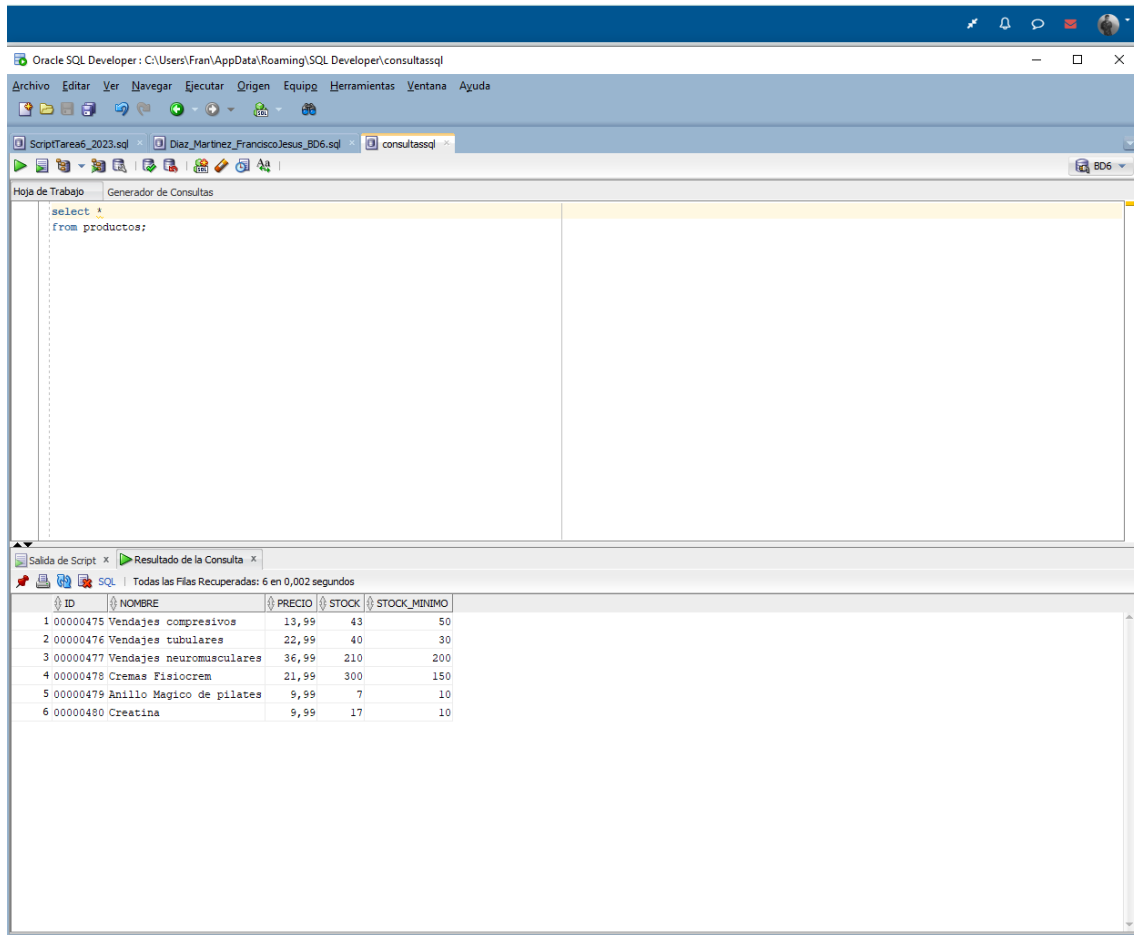 Oracle SQL Developer : C:\Users\Fran\AppData\Roaming\SQL Developer\consultassql
Archivo Editar Ver Navegar Ejecutar Origen Equipo Herramientas Ventana Ayuda
ScriptTarea6_2023.sql Diaz_Martinez_FranciscoJesus_BD6.sql consultassql
BD6
Hoja de Trabajo Generador de Consultas
select *
from productos;
Salida de Script x Resultado de la Consulta x
SQL | Todas las Filas Recuperadas: 6 en 0,002 segundos
ID NOMBRE PRECIO STOCK STOCK_MINIMO
1 00000475 Vendajes compresivos 13,99 43 50
2 00000476 Vendajes tubulares 22,99 40 30
3 00000477 Vendajes neuromusculares 36,99 210 200
4 00000478 Cremas Fisiocrem 21,99 300 150
5 00000479 Anillo Magico de pilates 9,99 7 10
6 00000480 Creatina 9,99 17 10